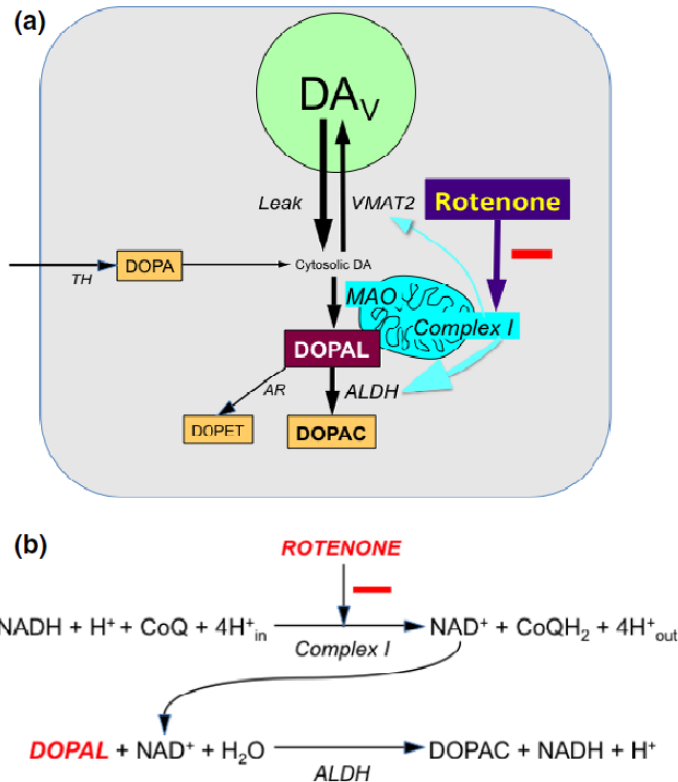 (a)
DAV
Leak
VMAT2
Rotenone
TH
DOPA
Cytosolic DA
MAO
Complex I
DOPAL
AR
ALDH
DOPET
DOPAC
(b)
ROTENONE
NADH + H+ + CoQ + 4H+in
Complex I
NAD+ + CoQH2 + 4H+out
DOPAL + NAD+ + H2O
ALDH
DOPAC + NADH + H+